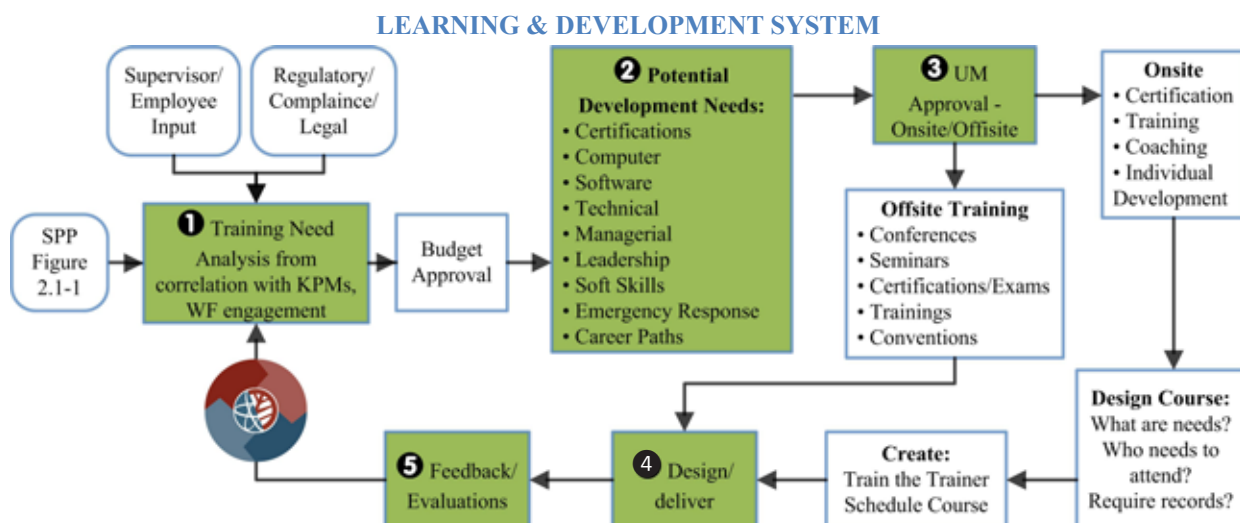 LEARNING & DEVELOPMENT SYSTEM
Supervisor/
Employee
Input
Regulatory/
Complaince/
Legal
SPP
Figure
2.1-1
❶ Training Need
Analysis from
correlation with KPMs,
WF engagement
Budget
Approval
❷ Potential
Development Needs:
• Certifications
• Computer
• Software
• Technical
• Managerial
• Leadership
• Soft Skills
• Emergency Response
• Career Paths
❸ UM
Approval -
Onsite/Offisite
Onsite
• Certification
• Training
• Coaching
• Individual
Development
Offsite Training
• Conferences
• Seminars
• Certifications/Exams
• Trainings
• Conventions
Design Course:
What are needs?
Who needs to
attend?
Require records?
Create:
Train the Trainer
Schedule Course
❹ Design/
deliver
❺ Feedback/
Evaluations